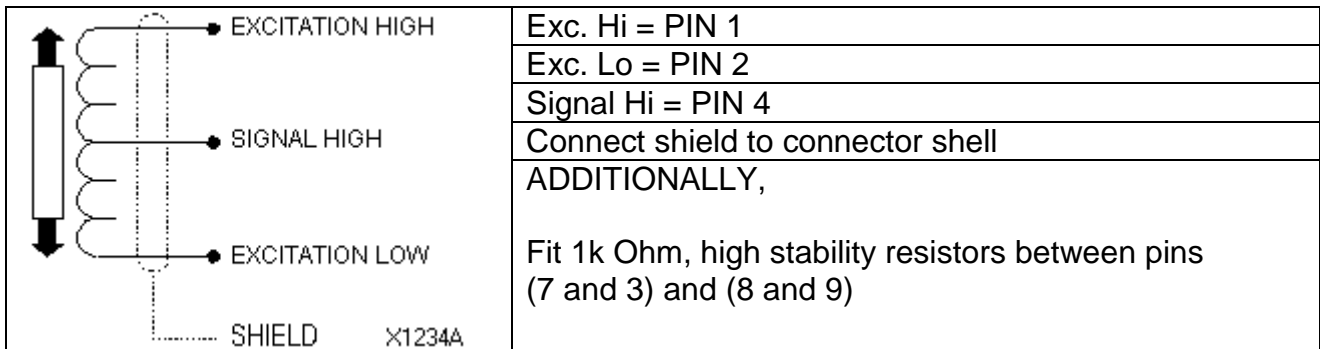 EXCITATION HIGH
SIGNAL HIGH
EXCITATION LOW
SHIELD X1234A
Exc. Hi = PIN 1
Exc. Lo = PIN 2
Signal Hi = PIN 4
Connect shield to connector shell
ADDITIONALLY,
Fit 1k Ohm, high stability resistors between pins
(7 and 3) and (8 and 9)